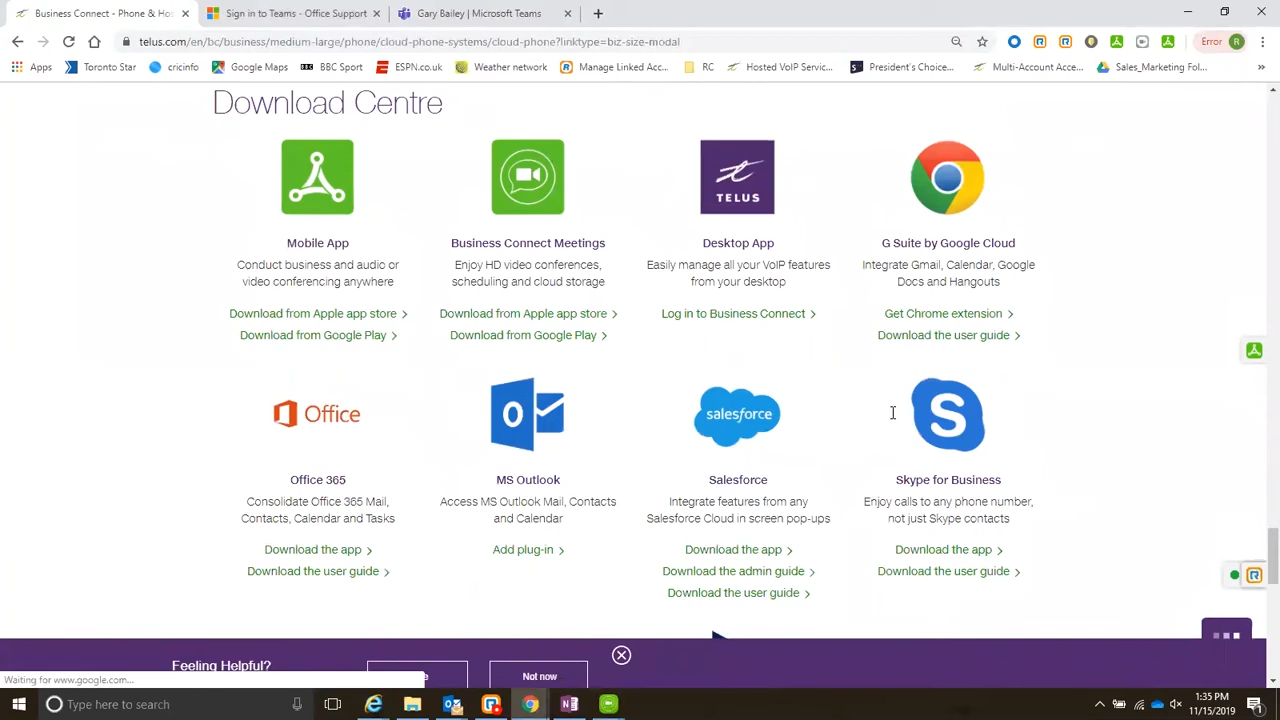 Business Connect - Phone & Hos
Sign in to Teams - Office Support
Gary Bailey | Microsoft Teams
telus.com/en/bc/business/medium-large/phone/cloud-phone-systems/cloud-phone?linktype=biz-size-modal
Error R
Apps
Toronto Star
cricinfo
Google Maps
BBC BBC Sport
ESPN.co.uk
Weather network
Manage Linked Acc...
RC
Hosted VoIP Servic...
President's Choice...
Multi-Account Acce...
Sales_Marketing Fol...
Download Centre
TELUS
Mobile App
Business Connect Meetings
Desktop App
G Suite by Google Cloud
Conduct business and audio or
video conferencing anywhere
Enjoy HD video conferences,
scheduling and cloud storage
Easily manage all your VoIP features
from your desktop
Integrate Gmail, Calendar, Google
Docs and Hangouts
Download from Apple app store >
Download from Google Play >
Download from Apple app store >
Download from Google Play >
Log in to Business Connect >
Get Chrome extension >
Download the user guide >
Office
salesforce
Office 365
MS Outlook
Salesforce
Skype for Business
Consolidate Office 365 Mail,
Contacts, Calendar and Tasks
Access MS Outlook Mail, Contacts
and Calendar
Integrate features from any
Salesforce Cloud in screen pop-ups
Enjoy calls to any phone number,
not just Skype contacts
Download the app >
Download the user guide >
Add plug-in >
Download the app >
Download the admin guide >
Download the user guide >
Download the app >
Download the user guide >
Feeling Helpful?
Not now
Waiting for www.google.com...
Type here to search
1:35 PM
11/15/2019